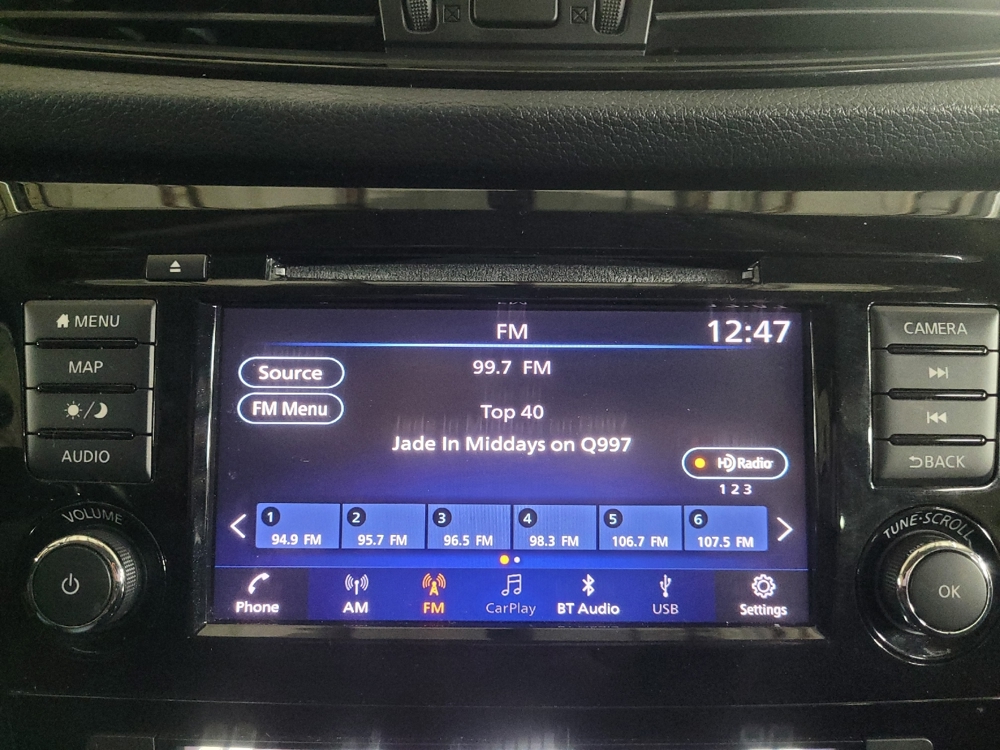 MENU
MAP
AUDIO
VOLUME
FM
12:47
Source
99.7 FM
FM Menu
Top 40
Jade In Middays on Q997
HD Radio
1 2 3
1 94.9 FM
2 95.7 FM
3 96.5 FM
4 98.3 FM
5 106.7 FM
6 107.5 FM
Phone
AM
FM
CarPlay
BT Audio
USB
Settings
CAMERA
BACK
TUNE·SCROLL
OK